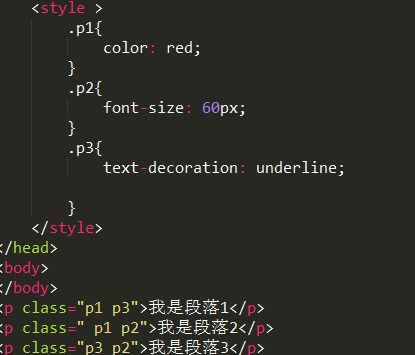 <style >
.p1{
color: red;
}
.p2{
font-size: 60px;
}
.p3{
text-decoration: underline;
}
</style>
</head>
<body>
</body>
<p class="p1 p3">我是段落1</p>
<p class=" p1 p2">我是段落2</p>
<p class="p3 p2">我是段落3</p>